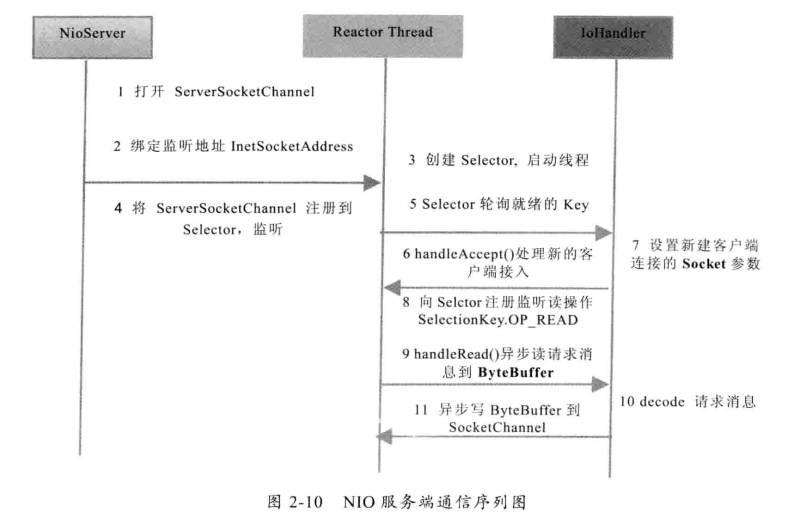 NioServer
Reactor Thread
IoHandler
1 打开 ServerSocketChannel
2 绑定监听地址 InetSocketAddress
3 创建 Selector, 启动线程
4 将 ServerSocketChannel 注册到
Selector，监听
5 Selector 轮询就绪的 Key
6 handleAccept()处理新的客
户端接入
7 设置新建客户端
连接的 Socket 参数
8 向 Selctor 注册监听读操作
SelectionKey.OP_READ
9 handleRead()异步读请求消
息到 ByteBuffer
10 decode 请求消息
11 异步写 ByteBuffer 到
SocketChannel
图 2-10 NIO 服务端通信序列图